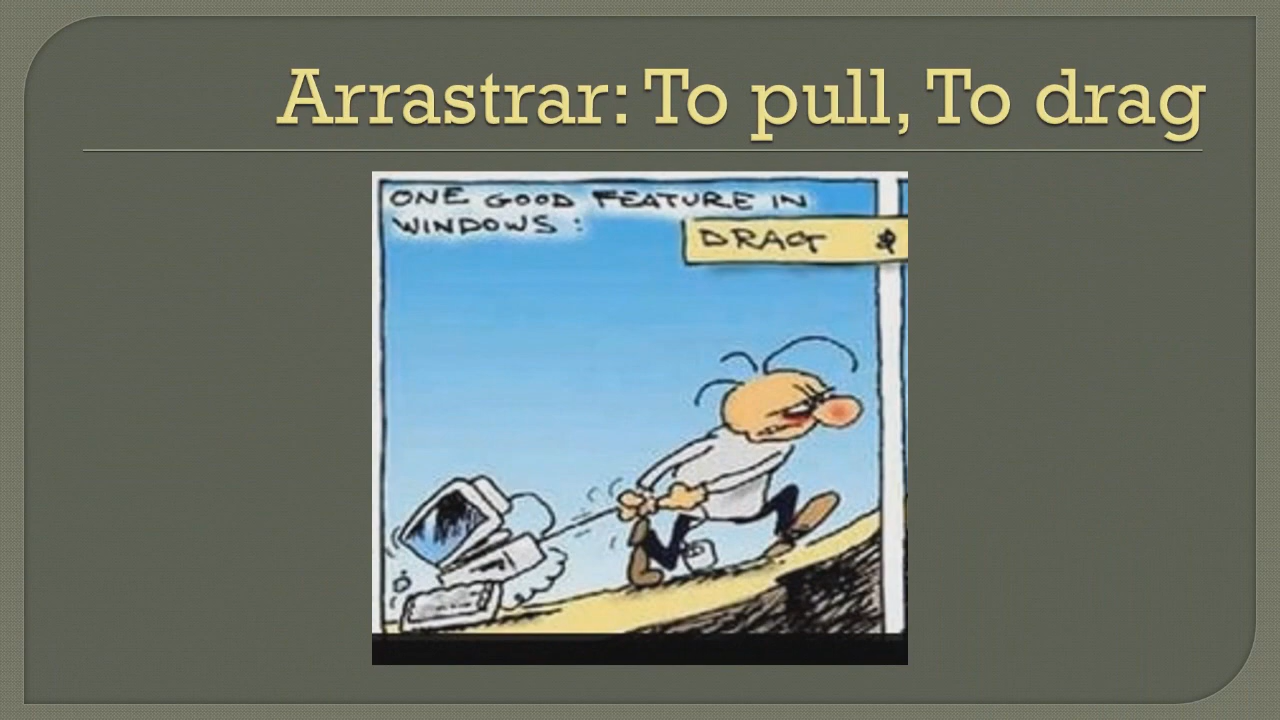 Arrastrar: To pull, To drag
ONE GOOD FEATURE IN
WINDOWS:
DRAG &